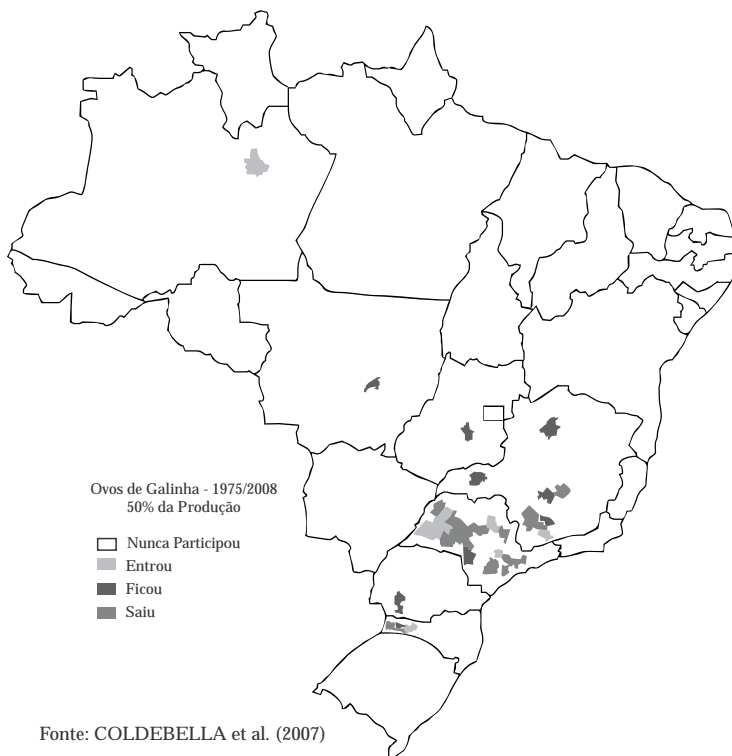 Ovos de Galinha - 1975/2008
50% da Produção
Nunca Participou
Entrou
Ficou
Saiu
Fonte: COLDEBELLA et al. (2007)